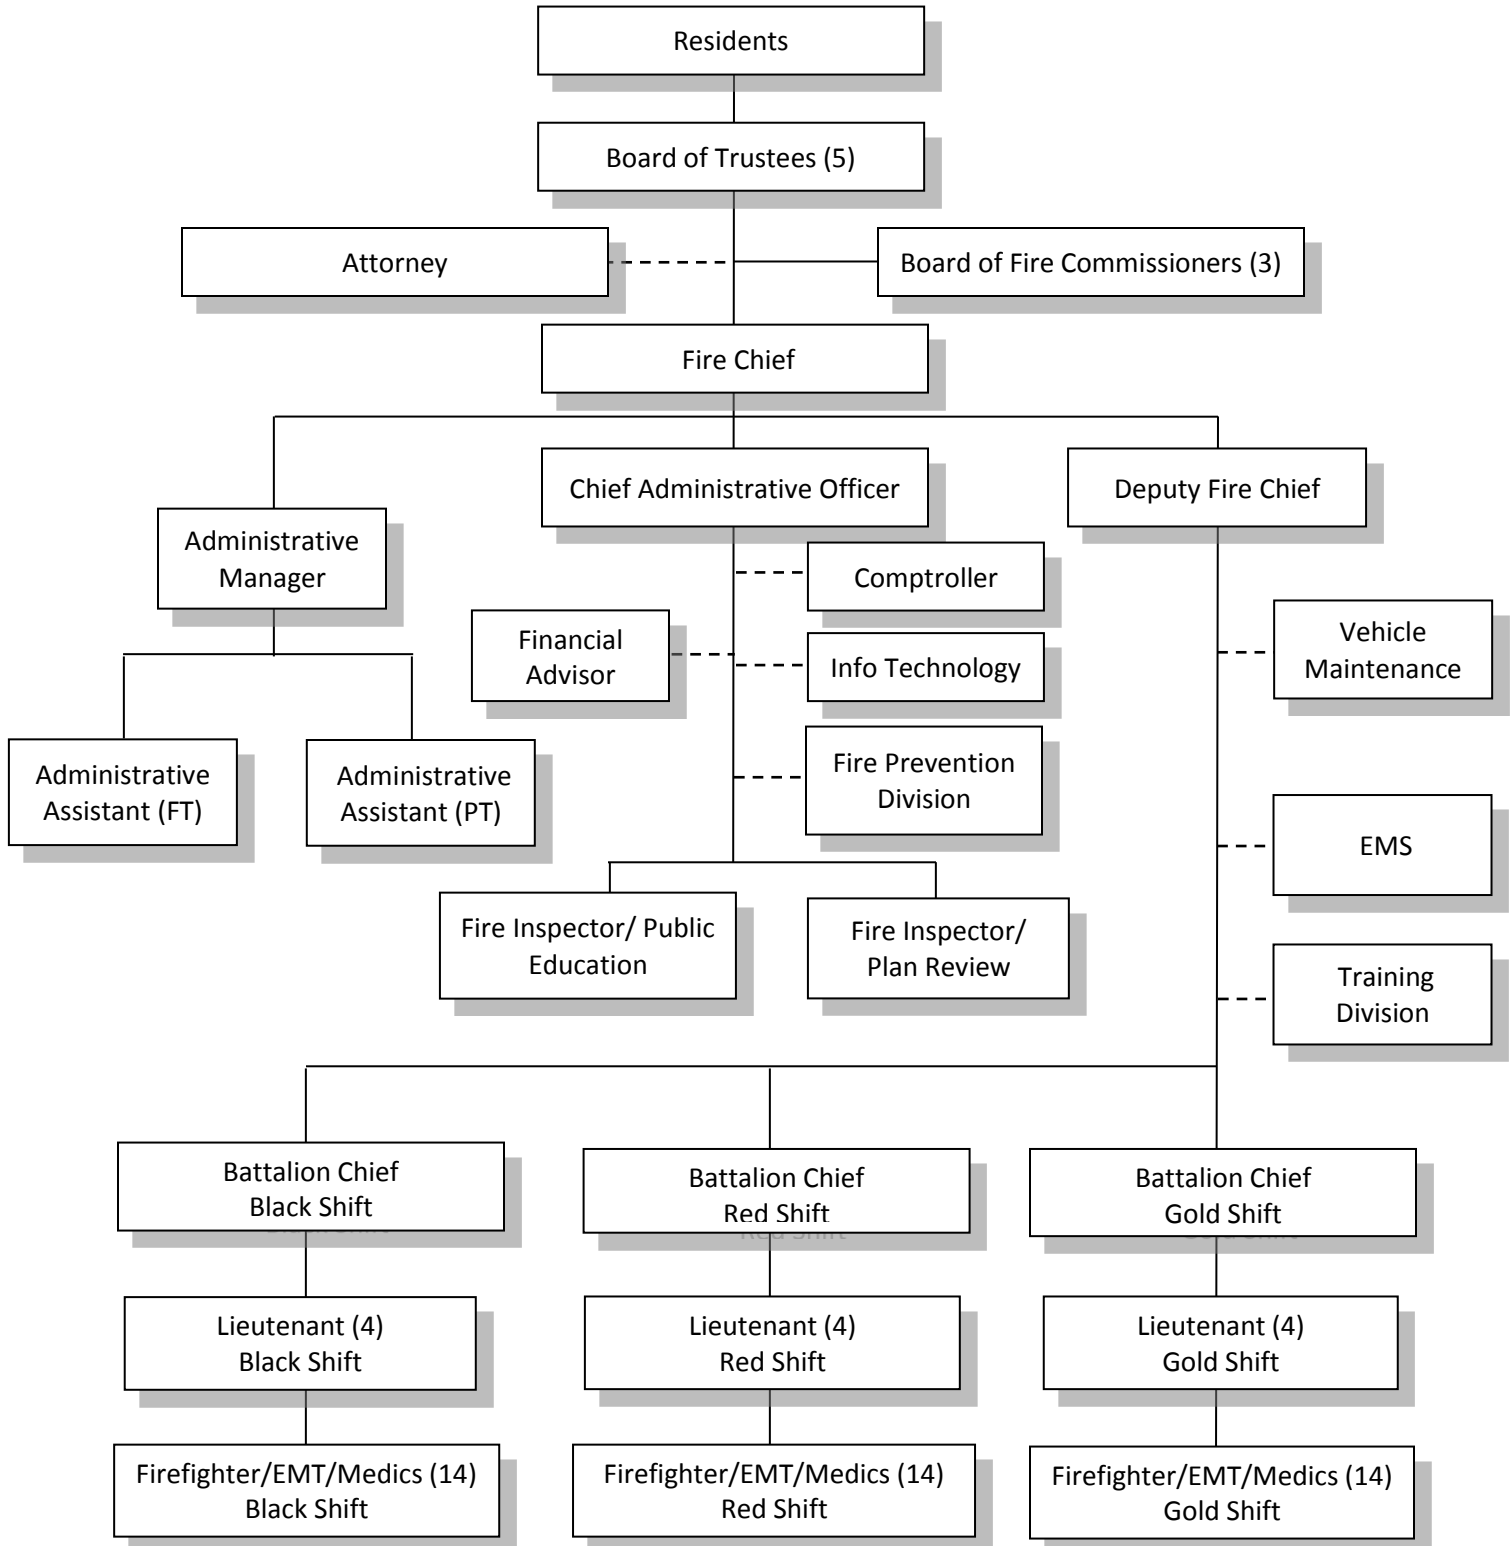 Residents
Board of Trustees (5)
Attorney
Board of Fire Commissioners (3)
Fire Chief
Chief Administrative Officer
Deputy Fire Chief
Administrative
Manager
Comptroller
Financial
Advisor
Info Technology
Vehicle
Maintenance
Administrative
Assistant (FT)
Administrative
Assistant (PT)
Fire Prevention
Division
EMS
Fire Inspector/ Public
Education
Fire Inspector/
Plan Review
Training
Division
Battalion Chief
Black Shift
Battalion Chief
Red Shift
Battalion Chief
Gold Shift
Lieutenant (4)
Black Shift
Lieutenant (4)
Red Shift
Lieutenant (4)
Gold Shift
Firefighter/EMT/Medics (14)
Black Shift
Firefighter/EMT/Medics (14)
Red Shift
Firefighter/EMT/Medics (14)
Gold Shift